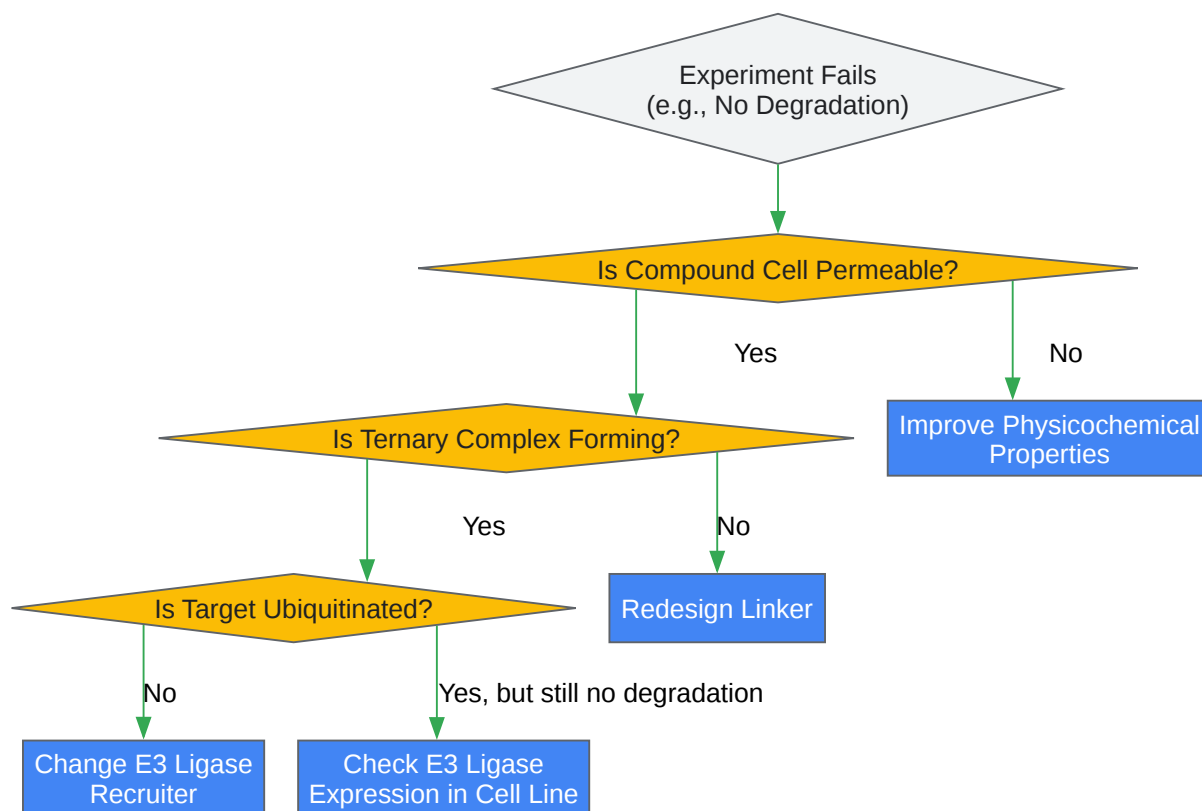 Experiment Fails
(e.g., No Degradation)
Is Compound Cell Permeable?
Yes
No
Improve Physicochemical
Properties
Is Ternary Complex Forming?
Yes
No
Redesign Linker
Is Target Ubiquitinated?
No
Yes, but still no degradation
Change E3 Ligase
Recruiter
Check E3 Ligase
Expression in Cell Line